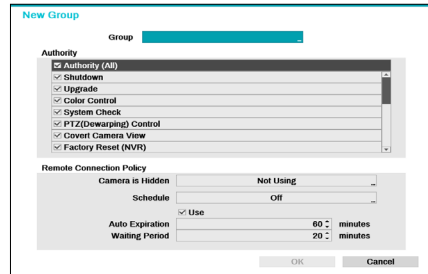 New Group
Group
Authority
Authority (All)
Shutdown
Upgrade
Color Control
System Check
PTZ(Dewarping) Control
Covert Camera View
Factory Reset (NVR)
Remote Connection Policy
Camera is Hidden Not Using ...
Schedule Off ...
Use
Auto Expiration 60 minutes
Waiting Period 20 minutes
OK Cancel